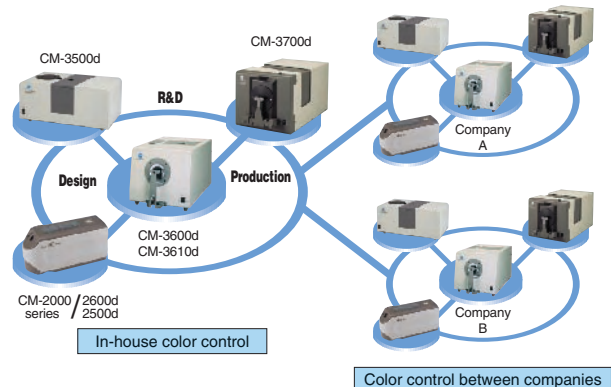 CM-3500d
CM-3700d
R&D
Design
Production
CM-3600d
CM-3610d
CM-2000 / 2600d
series / 2500d
In-house color control
Company
A
Company
B
Color control between companies